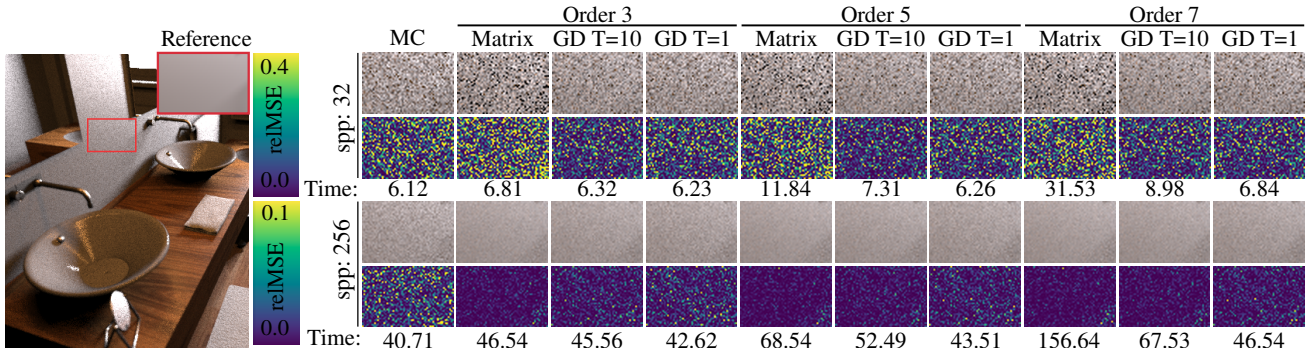 Order 3 Order 5 Order 7
Reference MC Matrix GD T=10 GD T=1 Matrix GD T=10 GD T=1 Matrix GD T=10 GD T=1
0.4
relMSE
0.0
spp: 32
Time: 6.12 6.81 6.32 6.23 11.84 7.31 6.26 31.53 8.98 6.84
0.1
relMSE
0.0
spp: 256
Time: 40.71 46.54 45.56 42.62 68.54 52.49 43.51 156.64 67.53 46.54